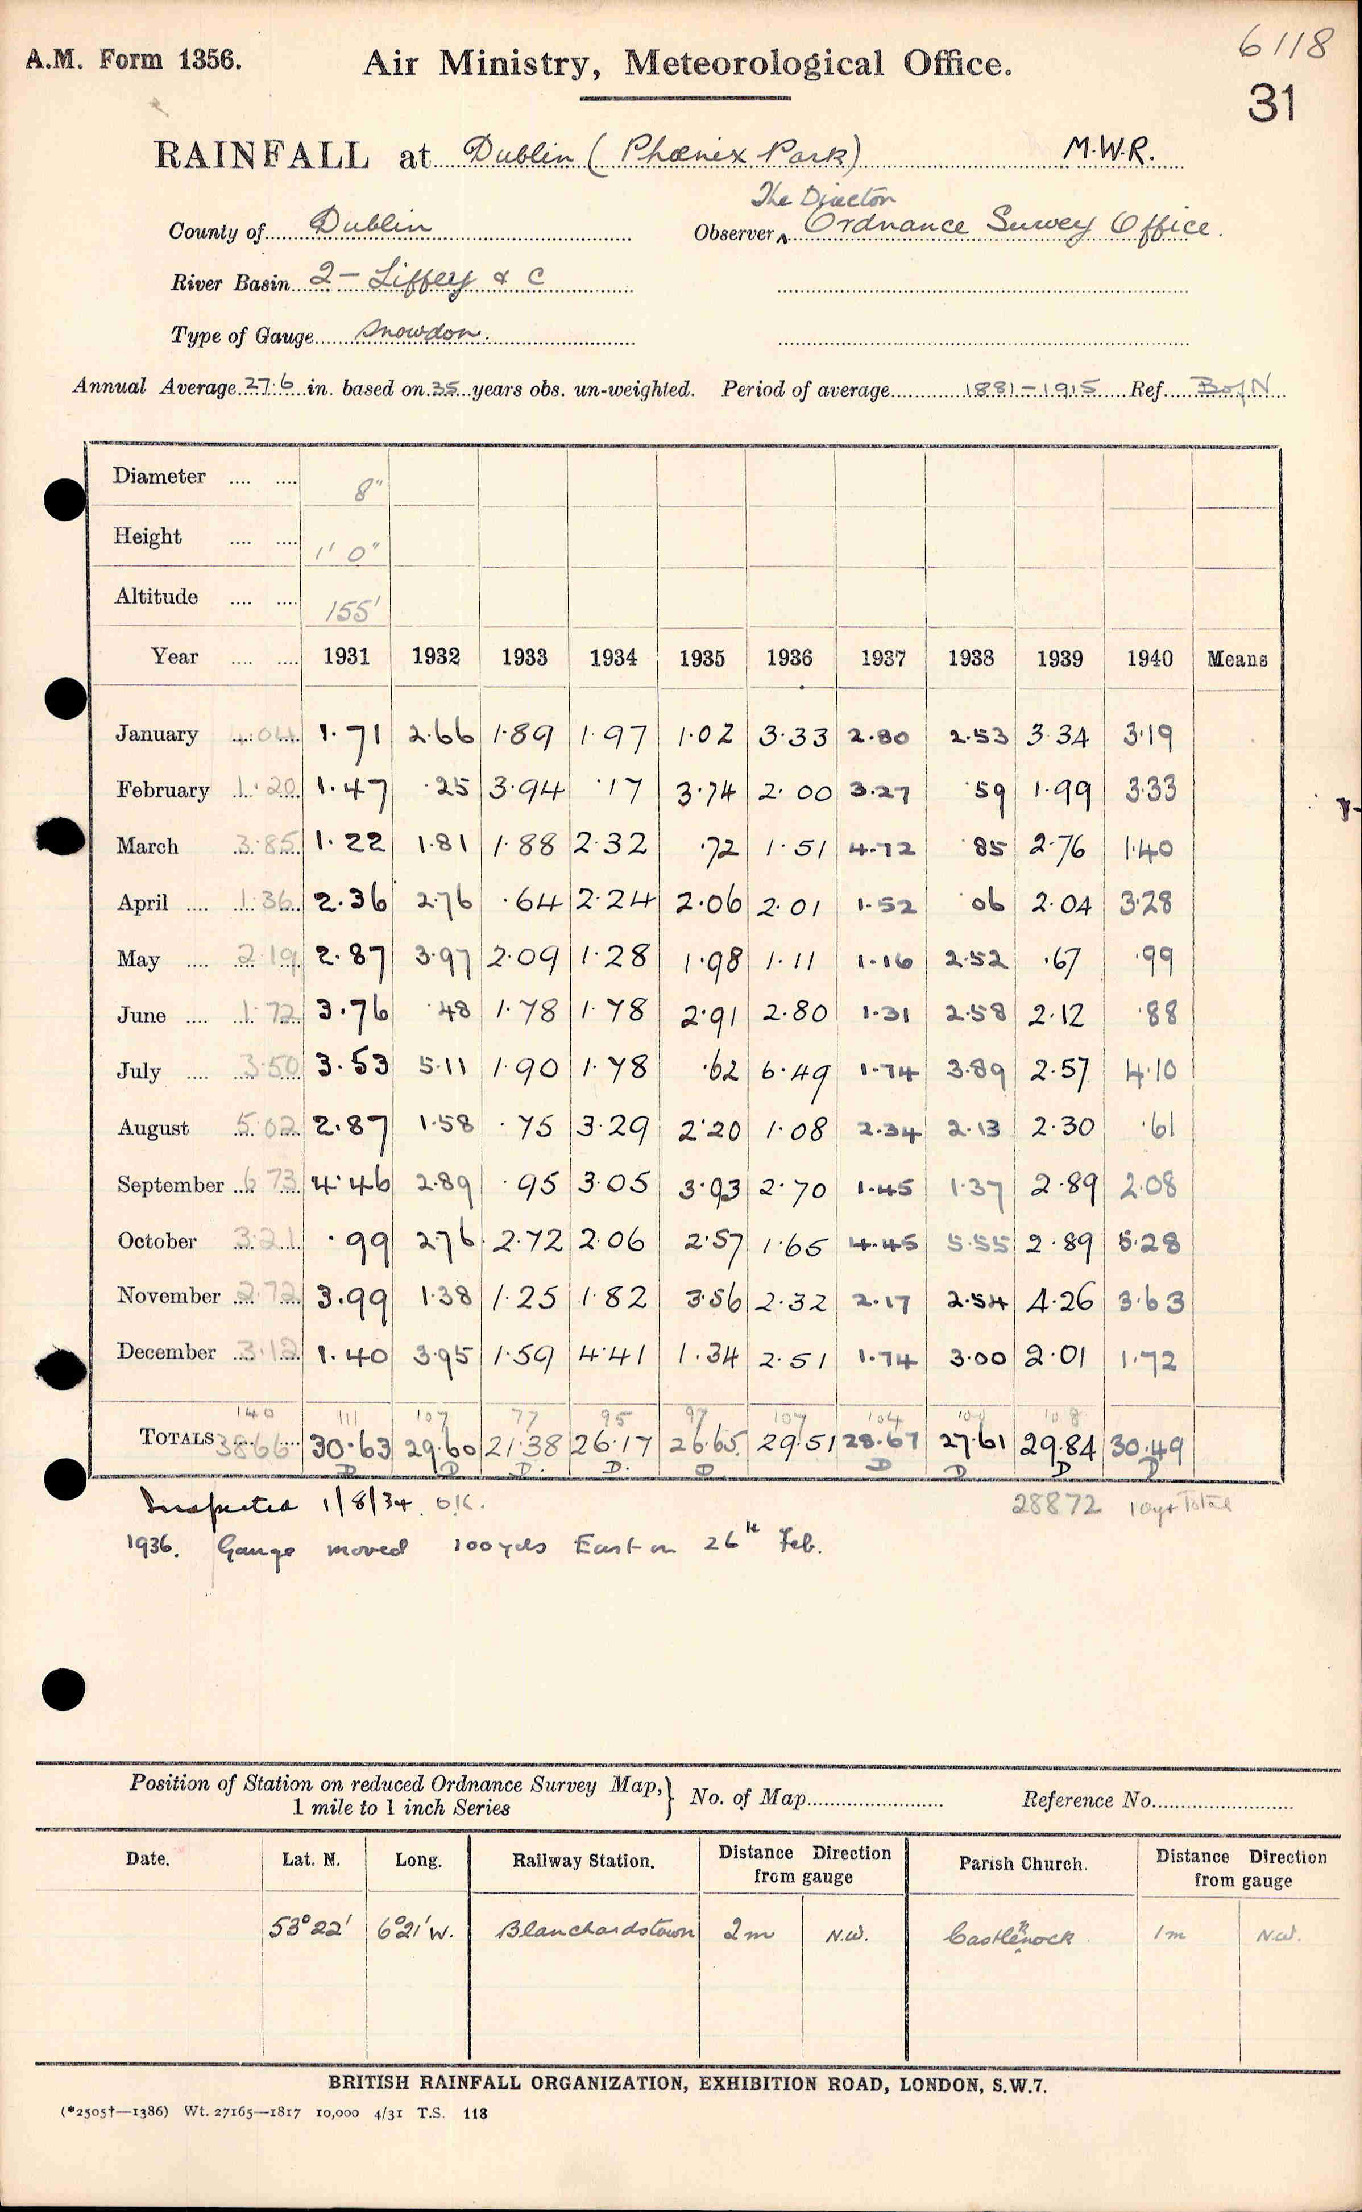 A.M. Form 1356.
Air Ministry, Meteorological Office.
6118
31
RAINFALL at Dublin (Phœnix Park) M.W.R.
The Director
County of Dublin Observer Ordnance Survey Office.
River Basin 2 – Liffey & C
Type of Gauge Snowdon.
Annual Average 27.6 in. based on 35 years obs. un-weighted. Period of average 1881–1915 Ref. B of N
Diameter 8"
Height 1' 0"
Altitude 155'
Year 1931 1932 1933 1934 1935 1936 1937 1938 1939 1940 Means
January 4.04 1.71 2.66 1.89 1.97 1.02 3.33 2.80 2.53 3.34 3.19
February 1.20 1.47 .25 3.94 .17 3.74 2.00 3.27 .59 1.99 3.33
March 3.85 1.22 1.81 1.88 2.32 .72 1.51 4.72 .85 2.76 1.40
April 1.36 2.36 2.76 .64 2.24 2.06 2.01 1.52 .06 2.04 3.28
May 2.19 2.87 3.97 2.09 1.28 1.98 1.11 1.16 2.52 .67 .99
June 1.72 3.76 .48 1.78 1.78 2.91 2.80 1.31 2.58 2.12 .88
July 3.50 3.53 5.11 1.90 1.78 .62 6.49 1.74 3.89 2.57 4.10
August 5.02 2.87 1.58 .75 3.29 2.20 1.08 2.34 2.13 2.30 .61
September 6.73 4.46 2.89 .95 3.05 3.93 2.70 1.45 1.37 2.89 2.08
October 3.21 .99 2.76 2.72 2.06 2.57 1.65 4.45 5.55 2.89 5.28
November 2.72 3.99 1.38 1.25 1.82 3.56 2.32 2.17 2.54 4.26 3.63
December 3.12 1.40 3.95 1.59 4.41 1.34 2.51 1.74 3.00 2.01 1.72
140 111 107 77 95 97 107 104 100 108
TOTALS 38.66 30.63 29.60 21.38 26.17 26.65 29.51 28.67 27.61 29.84 30.49
D D D. D. D D D D D
Inspected 1/8/34 O.K. 28872 10 yr Total
1936. Gauge moved 100 yds East on 26th Feb.
Position of Station on reduced Ordnance Survey Map, 1 mile to 1 inch Series } No. of Map Reference No.
Date. Lat. N. Long. Railway Station. Distance Direction from gauge Parish Church. Distance Direction from gauge
53° 22' 6° 21' W. Blanchardstown 2 m N.W. Castleknock 1 m N.W.
BRITISH RAINFALL ORGANIZATION, EXHIBITION ROAD, LONDON, S.W.7.
(*2505†—1386) Wt. 27165—1817 10,000 4/31 T.S. 118